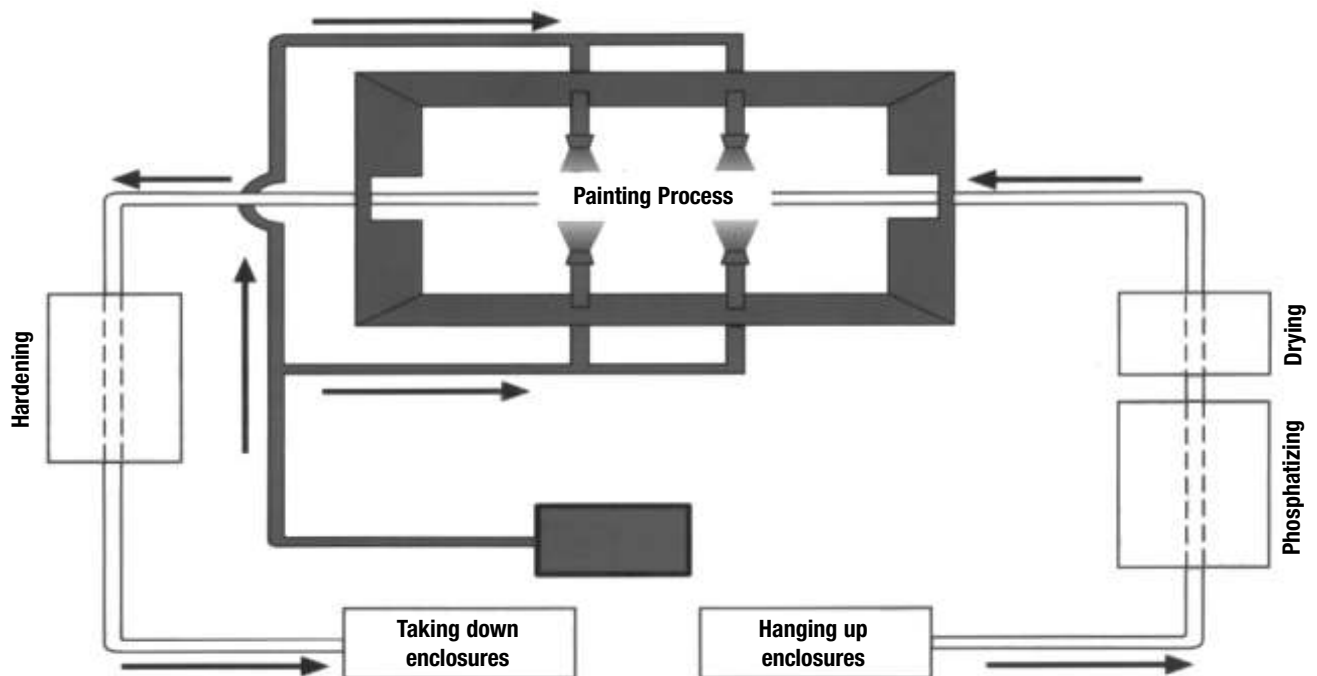 Painting Process
Hardening
Drying
Phosphatizing
Taking down
enclosures
Hanging up
enclosures